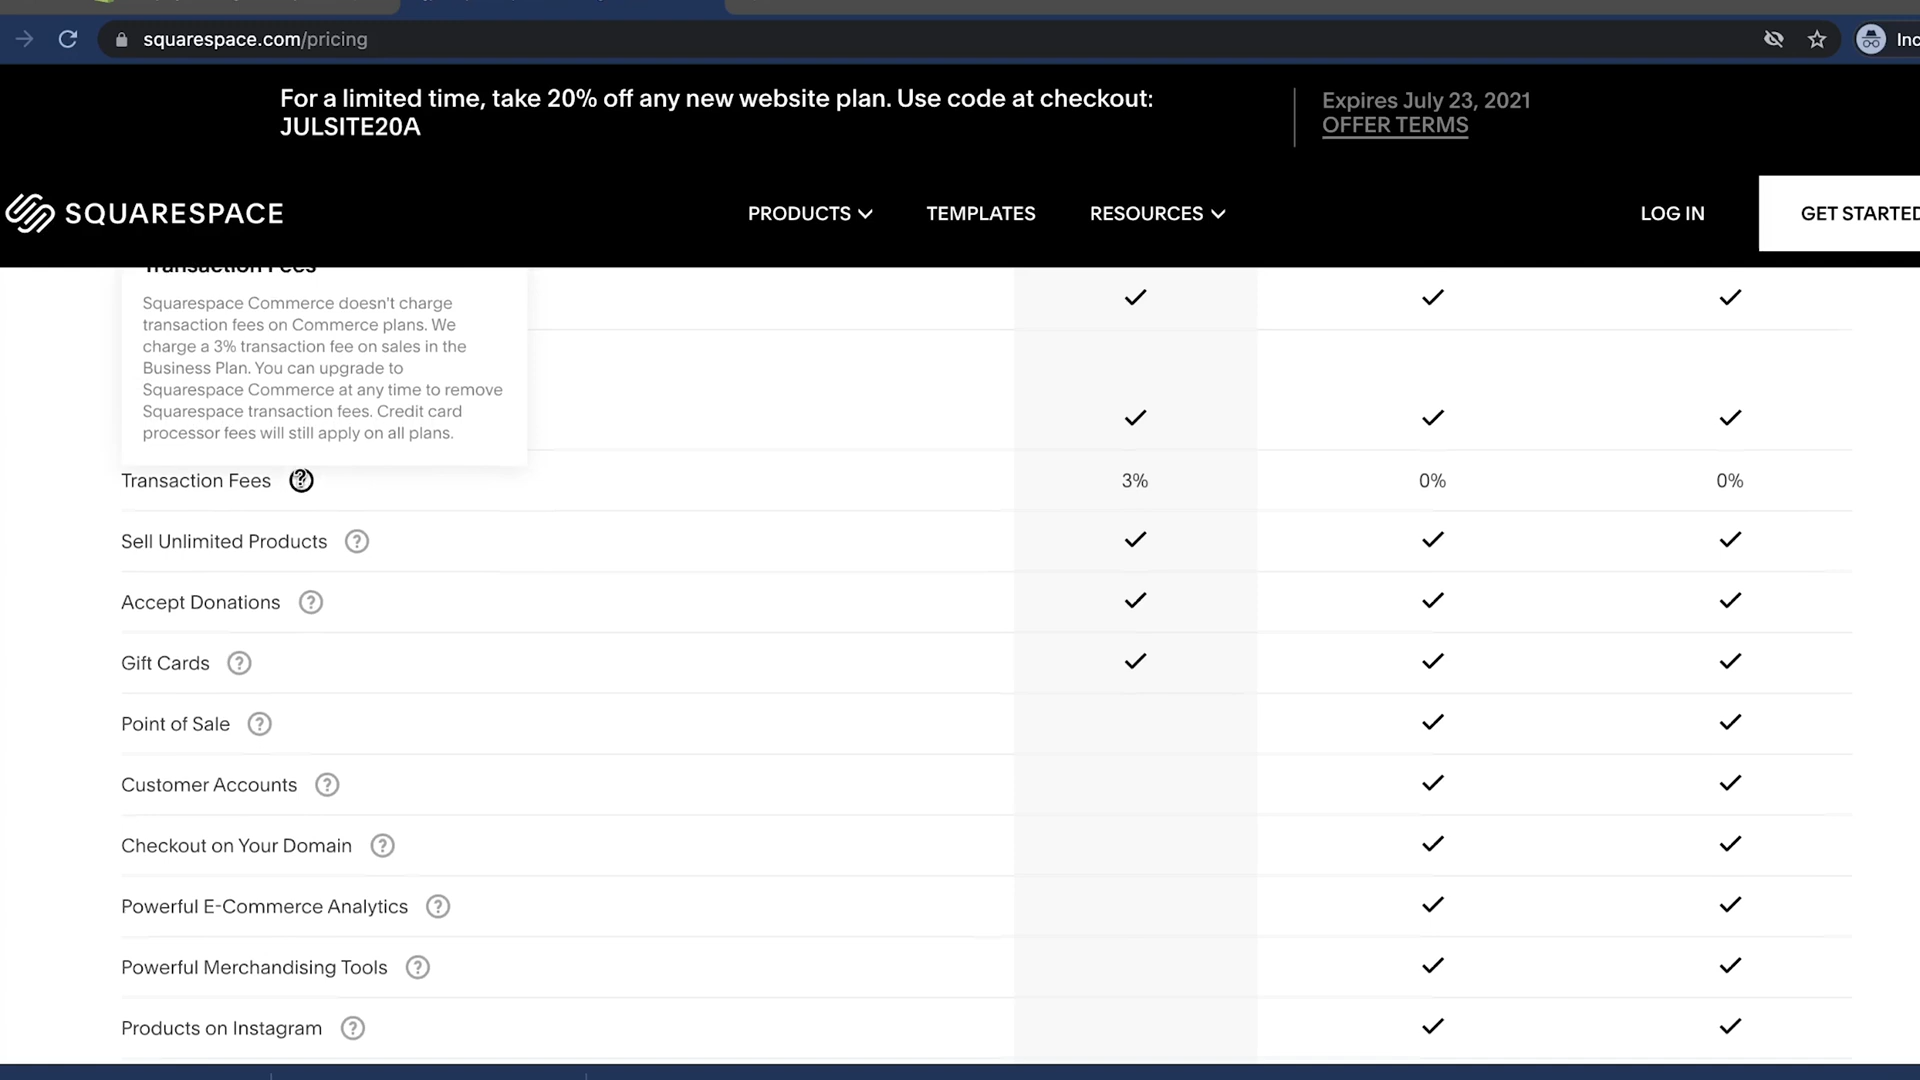 squarespace.com/pricing
Inc
For a limited time, take 20% off any new website plan. Use code at checkout:
JULSITE20A
Expires July 23, 2021
OFFER TERMS
SQUARESPACE
PRODUCTS
TEMPLATES
RESOURCES
LOG IN
GET STARTED
Transaction Fees
Squarespace Commerce doesn't charge
transaction fees on Commerce plans. We
charge a 3% transaction fee on sales in the
Business Plan. You can upgrade to
Squarespace Commerce at any time to remove
Squarespace transaction fees. Credit card
processor fees will still apply on all plans.
Transaction Fees ? 3% 0% 0%
Sell Unlimited Products ?
Accept Donations ?
Gift Cards ?
Point of Sale ?
Customer Accounts ?
Checkout on Your Domain ?
Powerful E-Commerce Analytics ?
Powerful Merchandising Tools ?
Products on Instagram ?